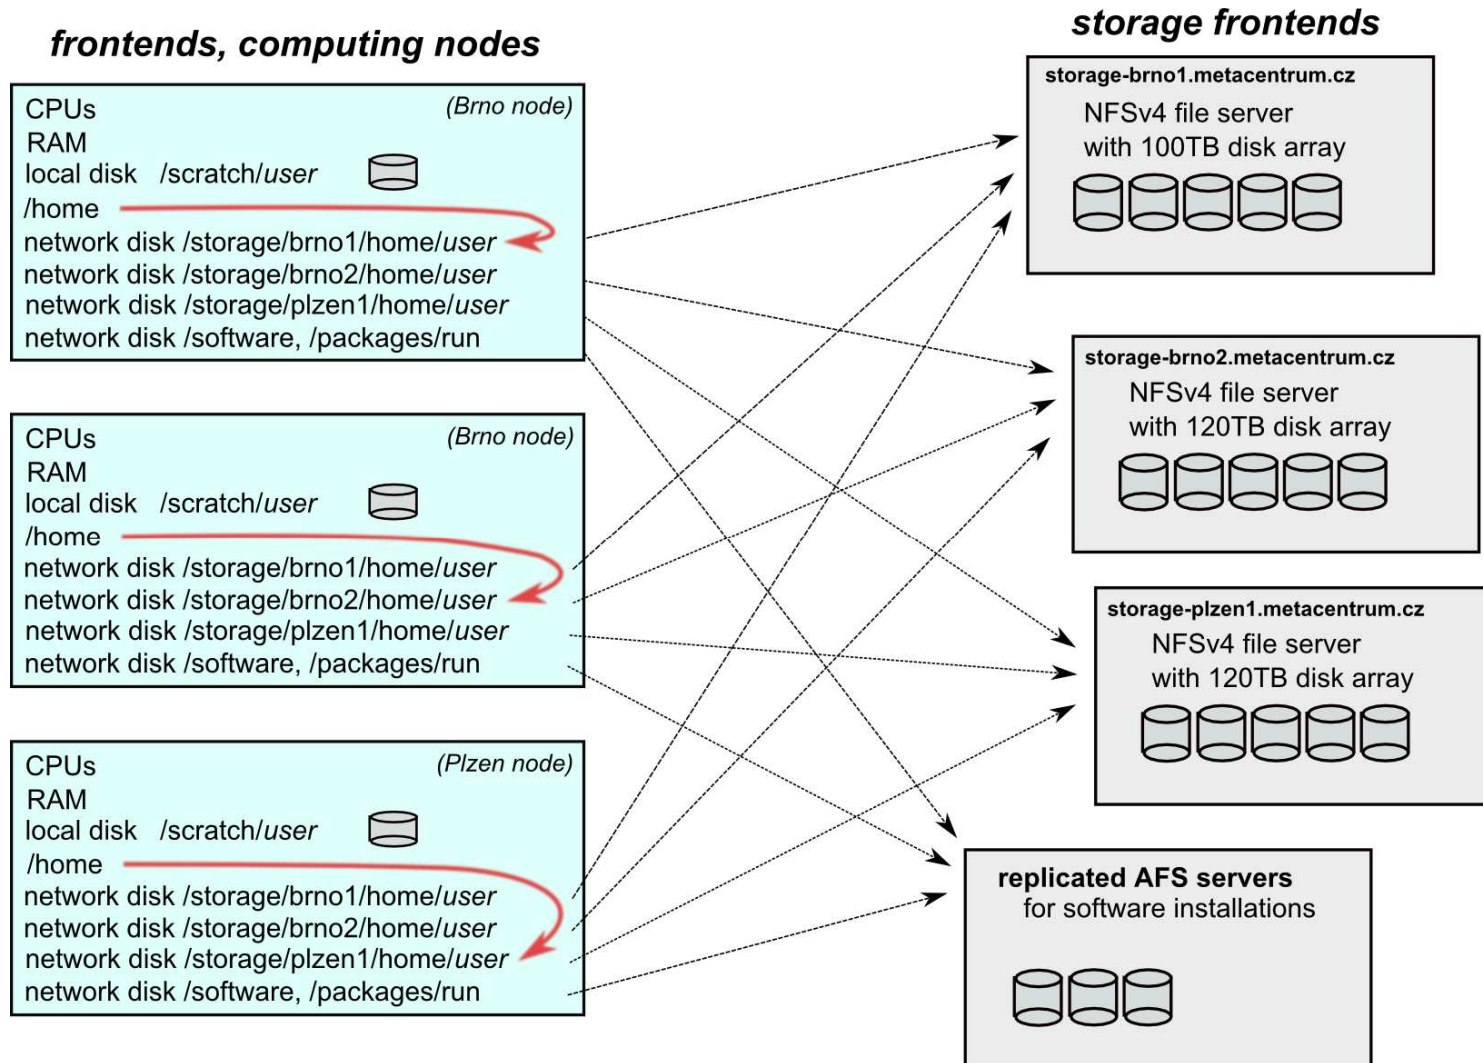 frontends, computing nodes
CPUs
(Brno node)
RAM
local disk /scratch/user
/home
network disk /storage/brno1/home/user
network disk /storage/brno2/home/user
network disk /storage/plzen1/home/user
network disk /software, /packages/run
CPUs
(Brno node)
RAM
local disk /scratch/user
/home
network disk /storage/brno1/home/user
network disk /storage/brno2/home/user
network disk /storage/plzen1/home/user
network disk /software, /packages/run
CPUs
(Plzen node)
RAM
local disk /scratch/user
/home
network disk /storage/brno1/home/user
network disk /storage/brno2/home/user
network disk /storage/plzen1/home/user
network disk /software, /packages/run
storage frontends
storage-brno1.metacentrum.cz
NFSv4 file server
with 100TB disk array
storage-brno2.metacentrum.cz
NFSv4 file server
with 120TB disk array
storage-plzen1.metacentrum.cz
NFSv4 file server
with 120TB disk array
replicated AFS servers
for software installations